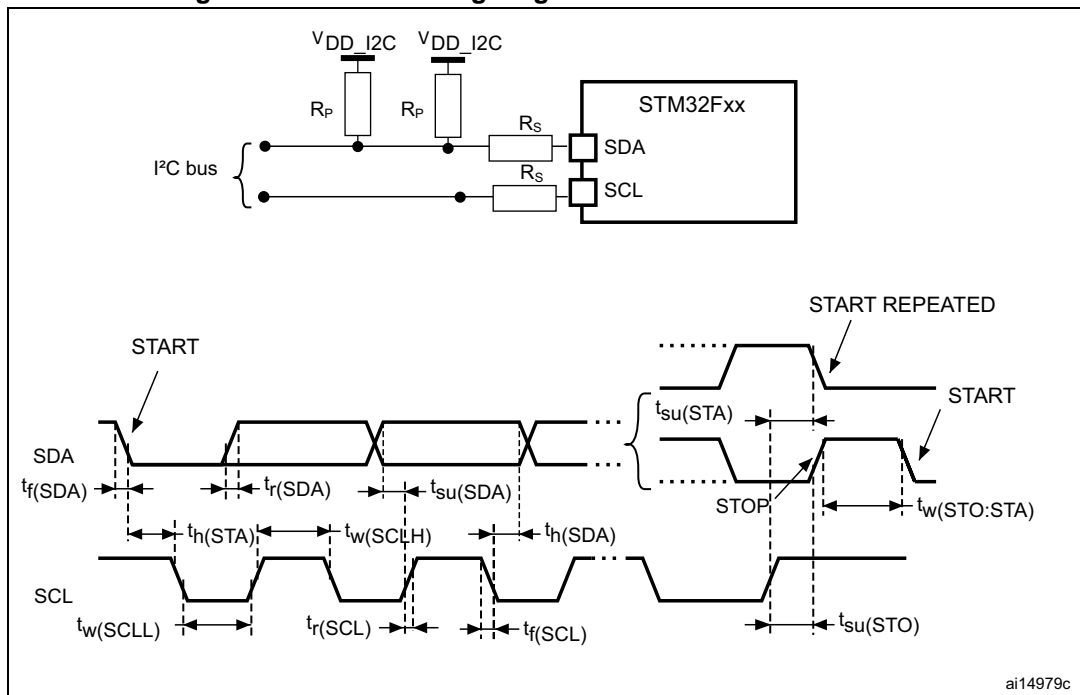 VDD_I2C VDD_I2C
STM32Fxx
RP RP RS
SDA
I²C bus
RS
SCL
START REPEATED
START
tsu(STA) START
SDA
tf(SDA) tr(SDA) tsu(SDA) STOP
tw(STO:STA)
th(STA) tw(SCLH) th(SDA)
SCL
tw(SCLL) tr(SCL) tf(SCL) tsu(STO)
ai14979c